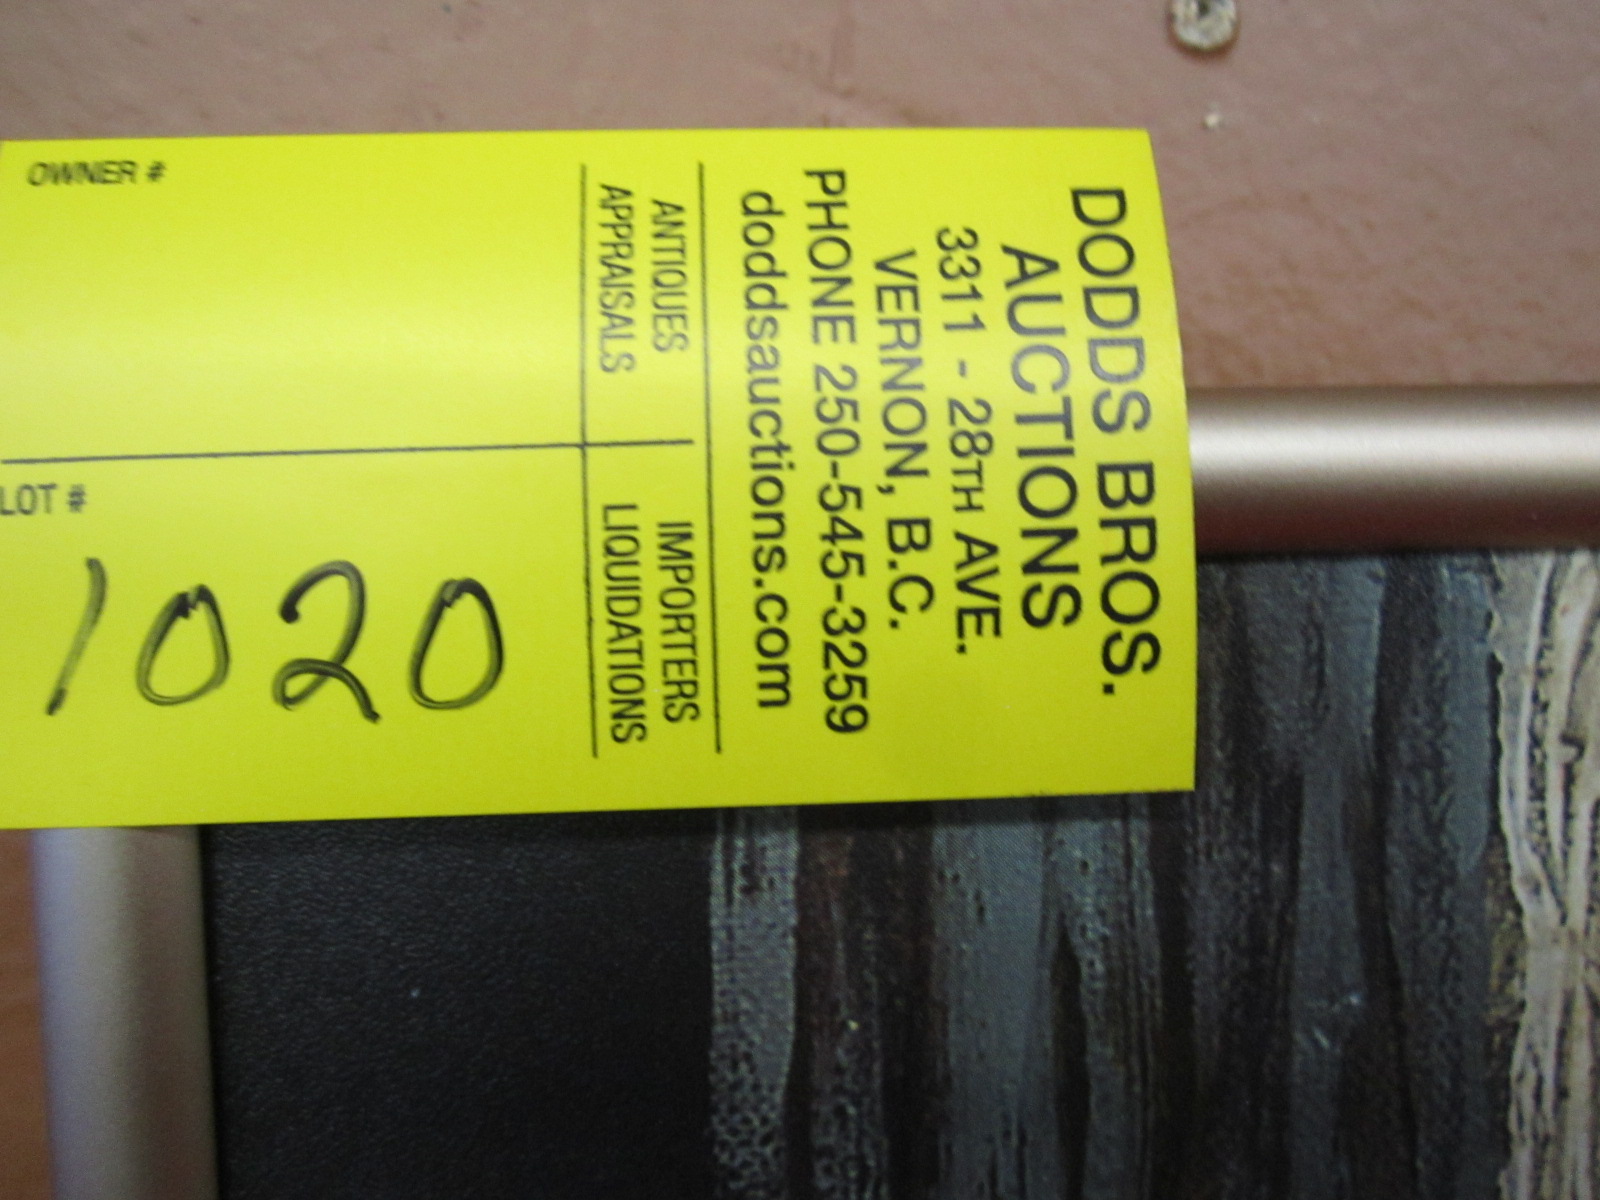 DODDS BROS.
AUCTIONS
3311 - 28TH AVE.
VERNON, B.C.
PHONE 250-545-3259
doddsauctions.com
ANTIQUES IMPORTERS
APPRAISALS LIQUIDATIONS
OWNER #
LOT #
1020